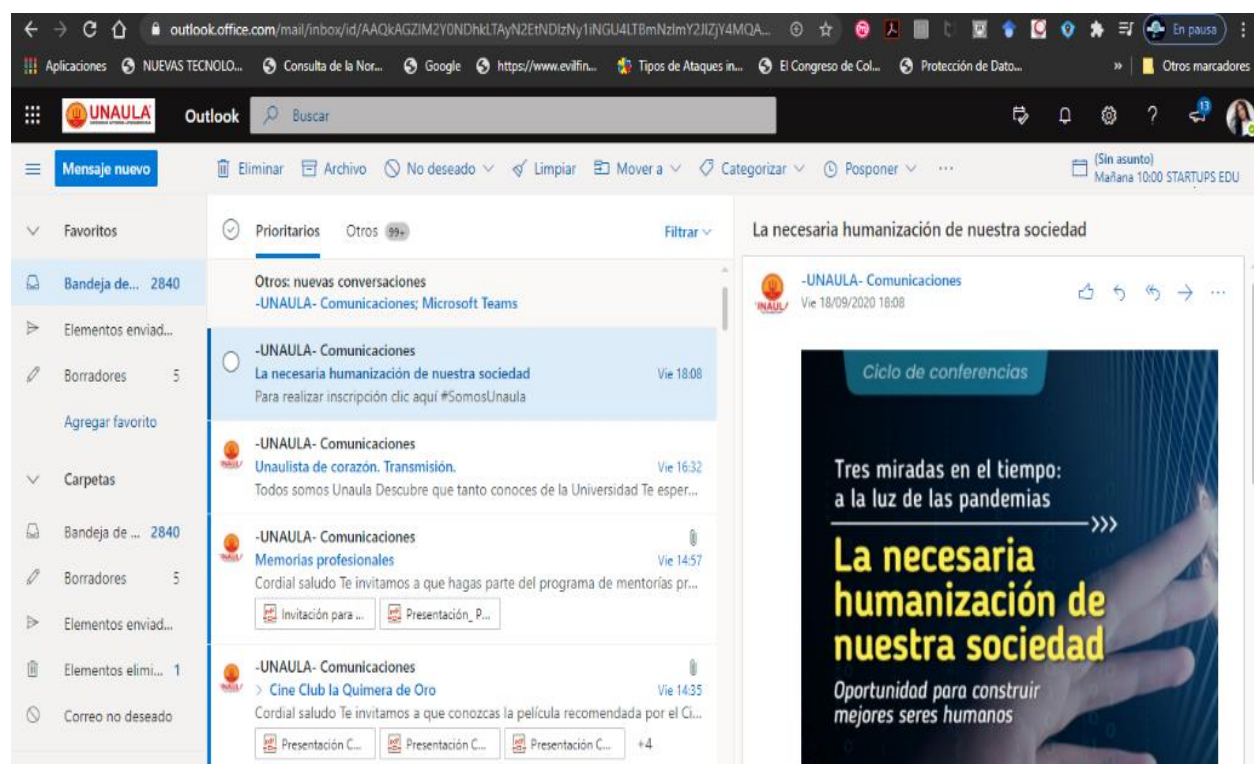 outlook.office.com/mail/inbox/id/AAQkAGZIM2Y0NDhkLTAyN2EtNDIzNy1iNGU4LTBmNzlmY2JlZjY4MQA...
En pausa
Aplicaciones NUEVAS TECNOLO... Consulta de la Nor... Google https://www.evilfin... Tipos de Ataques in... El Congreso de Col... Protección de Dato... » Otros marcadores
UNAULA Outlook Buscar 13
Mensaje nuevo Eliminar Archivo No deseado Limpiar Mover a Categorizar Posponer ...
(Sin asunto)
Mañana 10:00 STARTUPS EDU
Favoritos
Bandeja de... 2840
Elementos enviad...
Borradores 5
Agregar favorito
Carpetas
Bandeja de ... 2840
Borradores 5
Elementos enviad...
Elementos elimi... 1
Correo no deseado
Prioritarios Otros 99+ Filtrar
Otros: nuevas conversaciones
-UNAULA- Comunicaciones; Microsoft Teams
-UNAULA- Comunicaciones
La necesaria humanización de nuestra sociedad Vie 18:08
Para realizar inscripción clic aquí #SomosUnaula
-UNAULA- Comunicaciones
Unaulista de corazón. Transmisión. Vie 16:32
Todos somos Unaula Descubre que tanto conoces de la Universidad Te esper...
-UNAULA- Comunicaciones
Memorias profesionales Vie 14:57
Cordial saludo Te invitamos a que hagas parte del programa de mentorías pr...
Invitación para ... Presentación_ P...
-UNAULA- Comunicaciones
> Cine Club la Quimera de Oro Vie 14:35
Cordial saludo Te invitamos a que conozcas la película recomendada por el Ci...
Presentación C... Presentación C... Presentación C... +4
La necesaria humanización de nuestra sociedad
-UNAULA- Comunicaciones
Vie 18/09/2020 18:08
Ciclo de conferencias
Tres miradas en el tiempo:
a la luz de las pandemias
La necesaria
humanización de
nuestra sociedad
Oportunidad para construir
mejores seres humanos